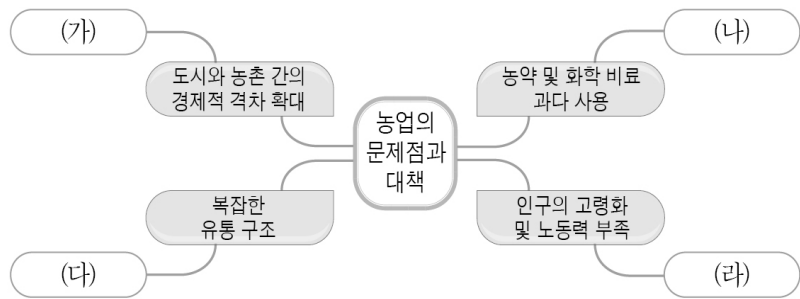 (가)
(나)
도시와 농촌 간의
경제적 격차 확대
농약 및 화학 비료
과다 사용
농업의
문제점과
대책
복잡한
유통 구조
인구의 고령화
및 노동력 부족
(다)
(라)